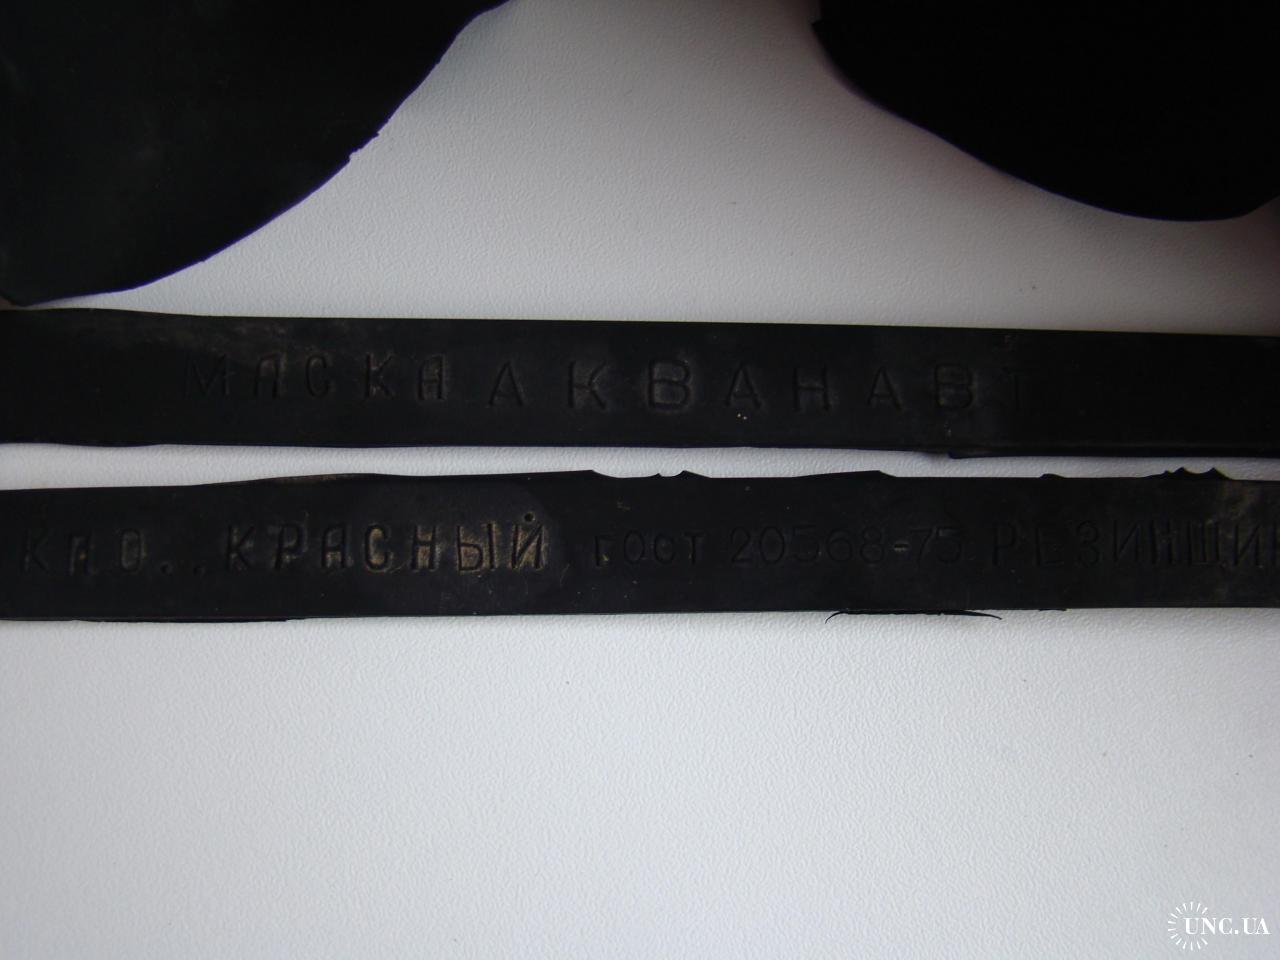 МАСКА АКВАНАВТ
КПО.. КРАСНЫЙ ГОСТ 20568-75 РЕЗИНЩИК
UNC.UA